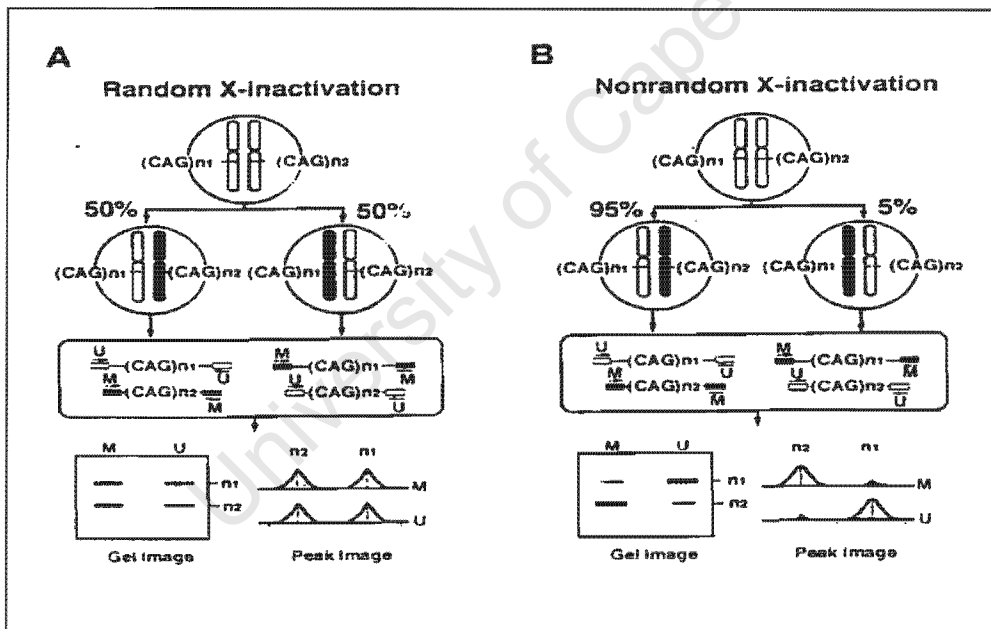 A
Random X-inactivation
(CAG)n1 (CAG)n2
50% 50%
(CAG)n1 (CAG)n2 (CAG)n1 (CAG)n2
U M
(CAG)n1 (CAG)n1
M U U M
(CAG)n2 (CAG)n2
M U
M U
n1
n2
n2 n1
M
U
Gel Image Peak Image
B
Nonrandom X-inactivation
(CAG)n1 (CAG)n2
95% 5%
(CAG)n1 (CAG)n2 (CAG)n1 (CAG)n2
U M
(CAG)n1 (CAG)n1
M U U M
(CAG)n2 (CAG)n2
M U
M U
n1
n2
n2 n1
M
U
Gel Image Peak Image
University of Cape